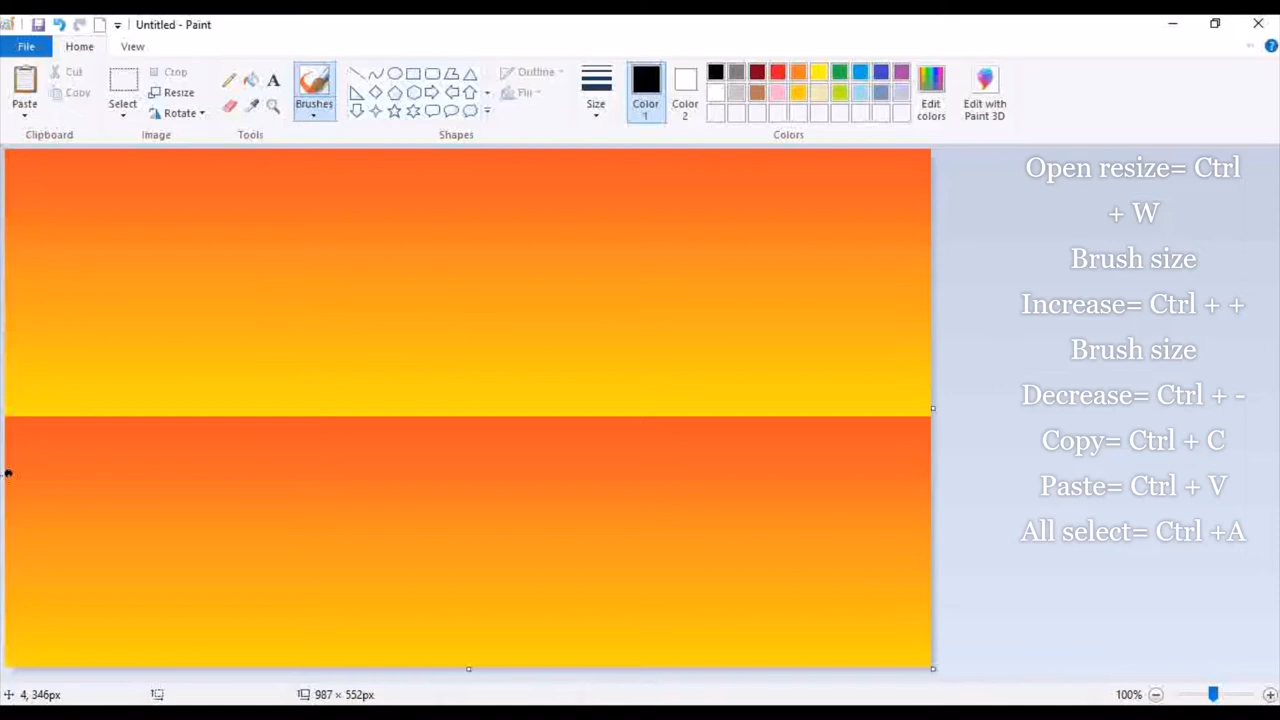 Untitled - Paint
File
Home
View
Paste
Cut
Copy
Clipboard
Select
Crop
Resize
Rotate
Image
A
Tools
Brushes
Outline
Fill
Shapes
Size
Color
1
Color
2
Edit
colors
Edit with
Paint 3D
Colors
Open resize= Ctrl
+ W
Brush size
Increase= Ctrl + +
Brush size
Decrease= Ctrl + -
Copy= Ctrl + C
Paste= Ctrl + V
All select= Ctrl +A
4, 346px
987 × 552px
100%